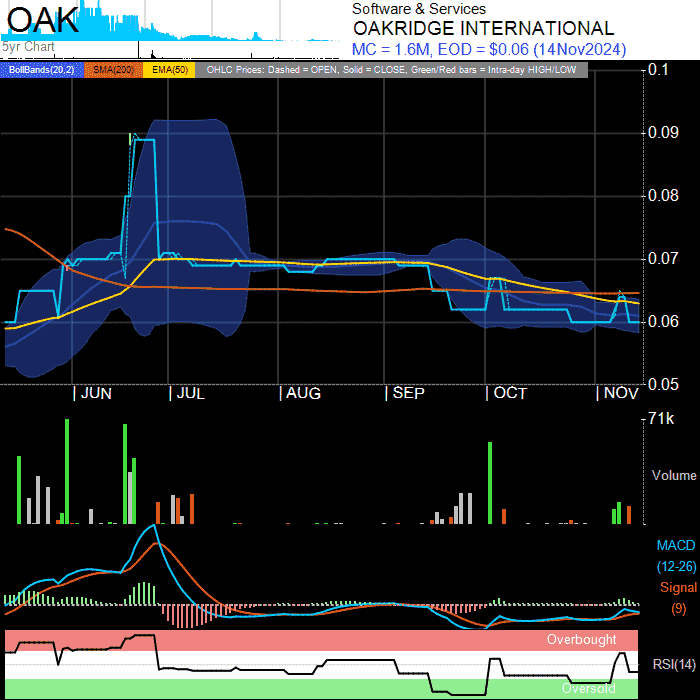 OAK
5yr Chart
Software & Services
OAKRIDGE INTERNATIONAL
MC = 1.6M, EOD = $0.06 (14Nov2024)
BollBands(20,2) SMA(200) EMA(50) OHLC Prices: Dashed = OPEN, Solid = CLOSE, Green/Red bars = Intra-day HIGH/LOW
0.1
0.09
0.08
0.07
0.06
0.05
JUN JUL AUG SEP OCT NOV
71k
Volume
MACD
(12-26)
Signal
(9)
Overbought
RSI(14)
Oversold